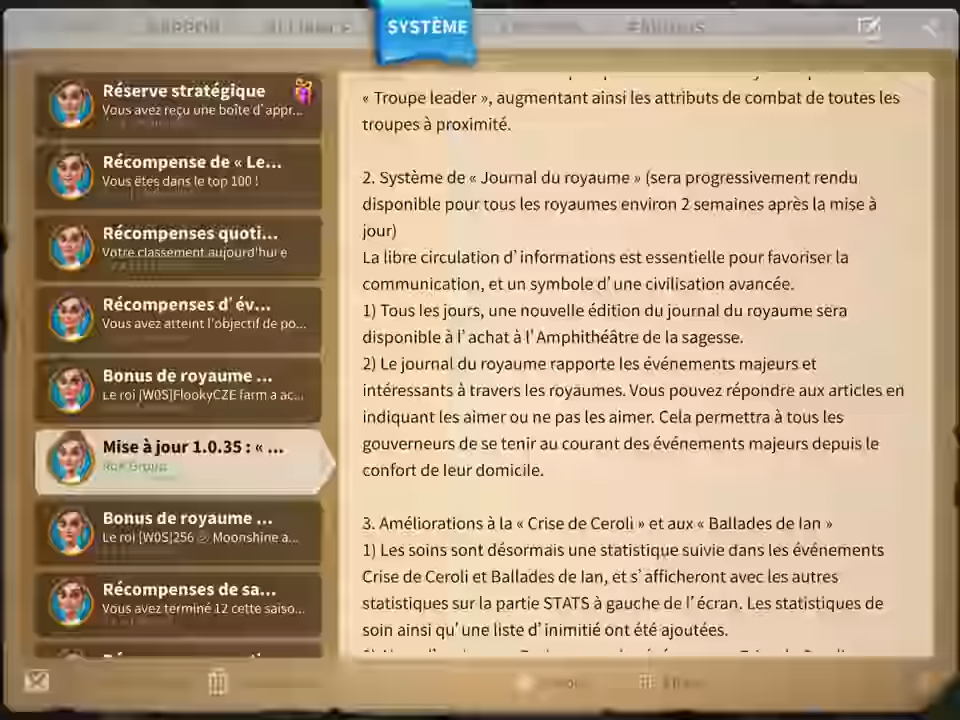 SYSTÈME
Réserve stratégique
Vous avez reçu une boîte d'appr...
Récompense de « Le...
Vous êtes dans le top 100 !
Récompenses quoti...
Votre classement aujourd'hui e
Récompenses d'év...
Vous avez atteint l'objectif de po...
Bonus de royaume ...
Le roi [W0S]FlookyCZE farm a ac...
Mise à jour 1.0.35 : « ...
RoK Group
Bonus de royaume ...
Le roi [W0S]256 Moonshine a...
Récompenses de sa...
Vous avez terminé 12 cette saiso...
« Troupe leader », augmentant ainsi les attributs de combat de toutes les
troupes à proximité.
2. Système de « Journal du royaume » (sera progressivement rendu
disponible pour tous les royaumes environ 2 semaines après la mise à
jour)
La libre circulation d'informations est essentielle pour favoriser la
communication, et un symbole d'une civilisation avancée.
1) Tous les jours, une nouvelle édition du journal du royaume sera
disponible à l'achat à l'Amphithéâtre de la sagesse.
2) Le journal du royaume rapporte les événements majeurs et
intéressants à travers les royaumes. Vous pouvez répondre aux articles en
indiquant les aimer ou ne pas les aimer. Cela permettra à tous les
gouverneurs de se tenir au courant des événements majeurs depuis le
confort de leur domicile.
3. Améliorations à la « Crise de Ceroli » et aux « Ballades de Ian »
1) Les soins sont désormais une statistique suivie dans les événements
Crise de Ceroli et Ballades de Ian, et s'afficheront avec les autres
statistiques sur la partie STATS à gauche de l'écran. Les statistiques de
soin ainsi qu'une liste d'inimitié ont été ajoutées.